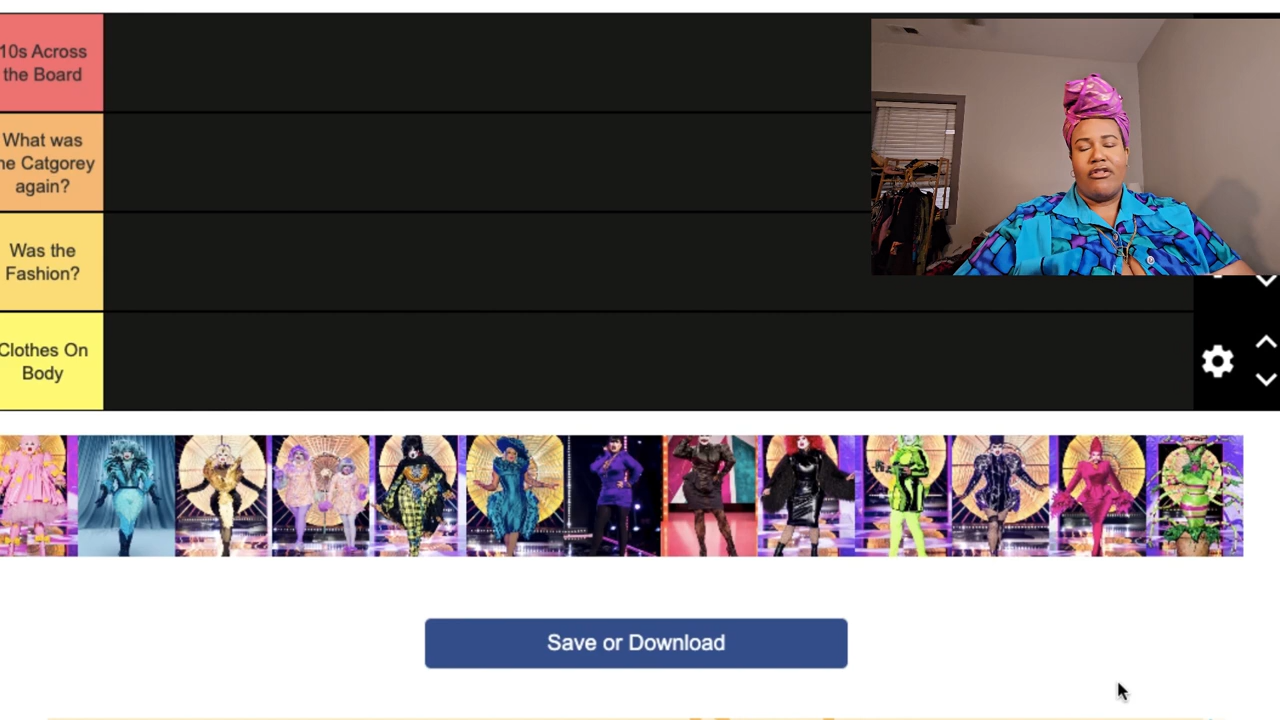 10s Across
the Board
What was
he Catgorey
again?
Was the
Fashion?
Clothes On
Body
Save or Download